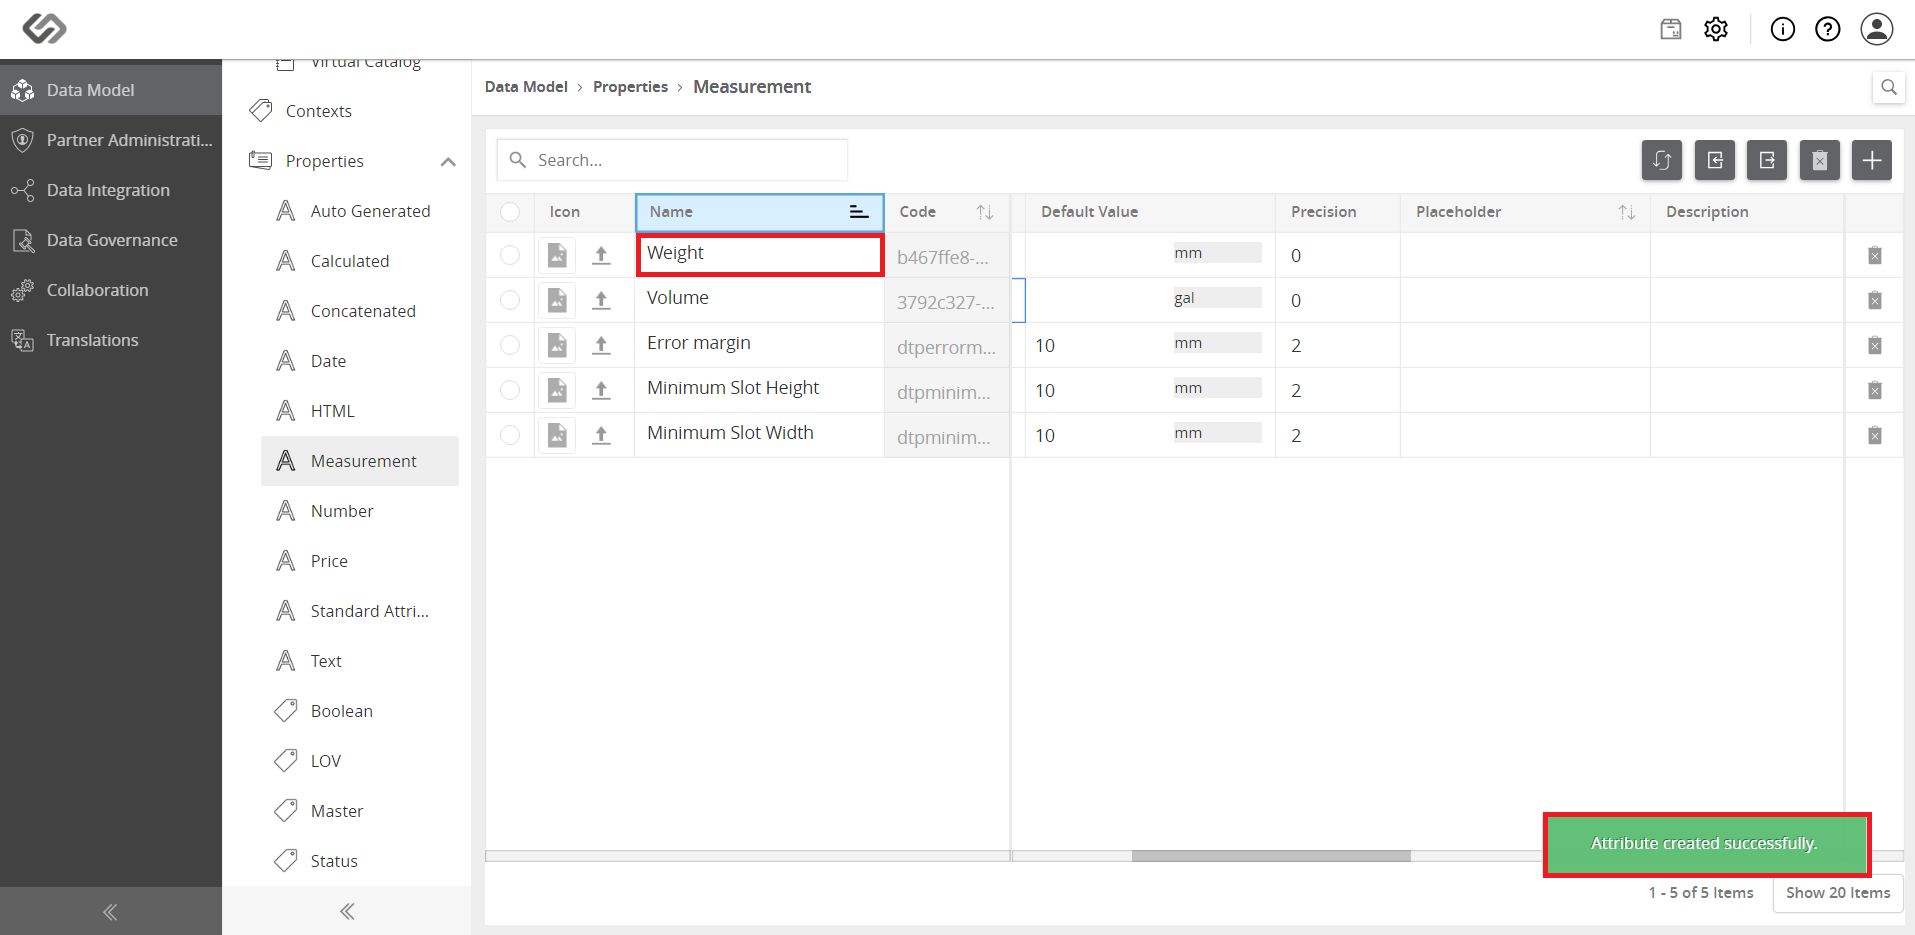 Data Model
Partner Administrati...
Data Integration
Data Governance
Collaboration
Translations
Virtual Catalog
Contexts
Properties
Auto Generated
Calculated
Concatenated
Date
HTML
Measurement
Number
Price
Standard Attri...
Text
Boolean
LOV
Master
Status
Data Model › Properties › Measurement
Search...
Icon Name Code Default Value Precision Placeholder Description
Weight b467ffe8-... mm 0
Volume 3792c327-... gal 0
Error margin dtperrorm... 10 mm 2
Minimum Slot Height dtpminim... 10 mm 2
Minimum Slot Width dtpminim... 10 mm 2
Attribute created successfully.
1 - 5 of 5 Items Show 20 Items